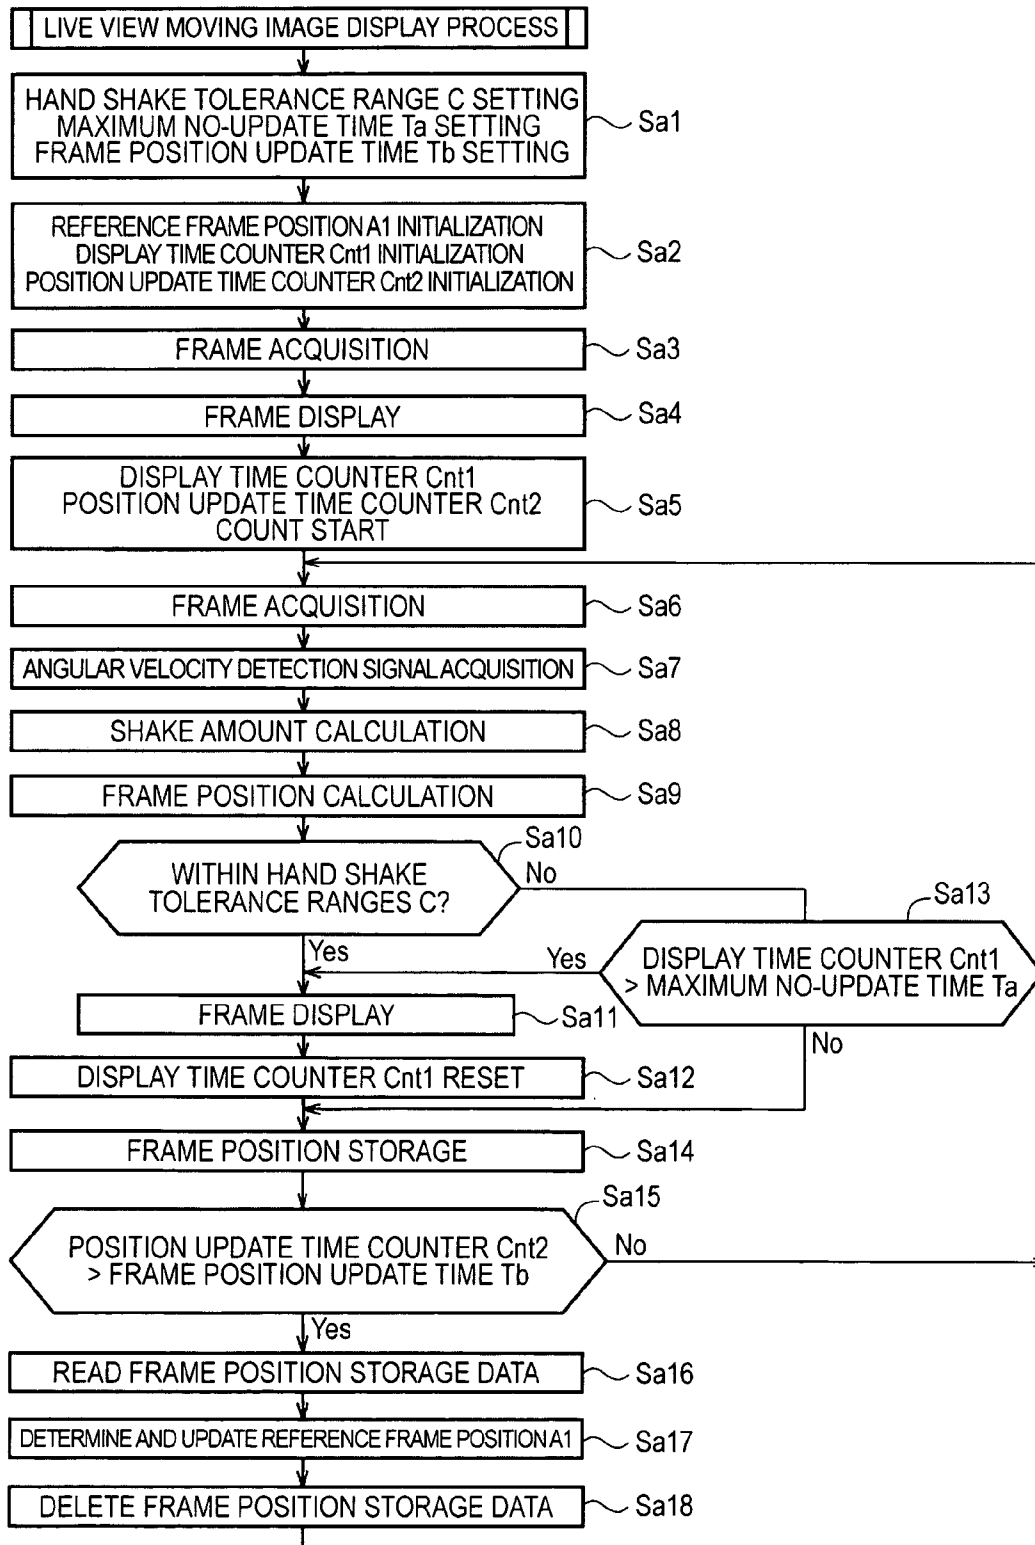 LIVE VIEW MOVING IMAGE DISPLAY PROCESS
HAND SHAKE TOLERANCE RANGE C SETTING
MAXIMUM NO-UPDATE TIME Ta SETTING
FRAME POSITION UPDATE TIME Tb SETTING
Sa1
REFERENCE FRAME POSITION A1 INITIALIZATION
DISPLAY TIME COUNTER Cnt1 INITIALIZATION
POSITION UPDATE TIME COUNTER Cnt2 INITIALIZATION
Sa2
FRAME ACQUISITION
Sa3
FRAME DISPLAY
Sa4
DISPLAY TIME COUNTER Cnt1
POSITION UPDATE TIME COUNTER Cnt2
COUNT START
Sa5
FRAME ACQUISITION
Sa6
ANGULAR VELOCITY DETECTION SIGNAL ACQUISITION
Sa7
SHAKE AMOUNT CALCULATION
Sa8
FRAME POSITION CALCULATION
Sa9
Sa10
WITHIN HAND SHAKE
TOLERANCE RANGES C?
No
Yes
Sa13
DISPLAY TIME COUNTER Cnt1
> MAXIMUM NO-UPDATE TIME Ta
Yes
No
FRAME DISPLAY
Sa11
DISPLAY TIME COUNTER Cnt1 RESET
Sa12
FRAME POSITION STORAGE
Sa14
Sa15
POSITION UPDATE TIME COUNTER Cnt2
> FRAME POSITION UPDATE TIME Tb
No
Yes
READ FRAME POSITION STORAGE DATA
Sa16
DETERMINE AND UPDATE REFERENCE FRAME POSITION A1
Sa17
DELETE FRAME POSITION STORAGE DATA
Sa18